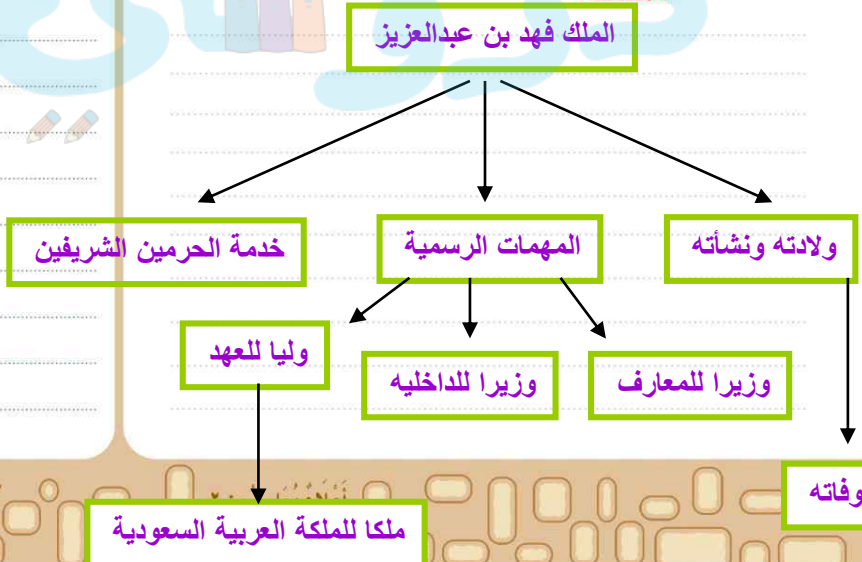 الملك فهد بن عبدالعزيز
ولادته ونشأته
المهمات الرسمية
خدمة الحرمين الشريفين
وزيرا للمعارف
وزيرا للداخليه
وليا للعهد
وفاته
ملكا للملكة العربية السعودية